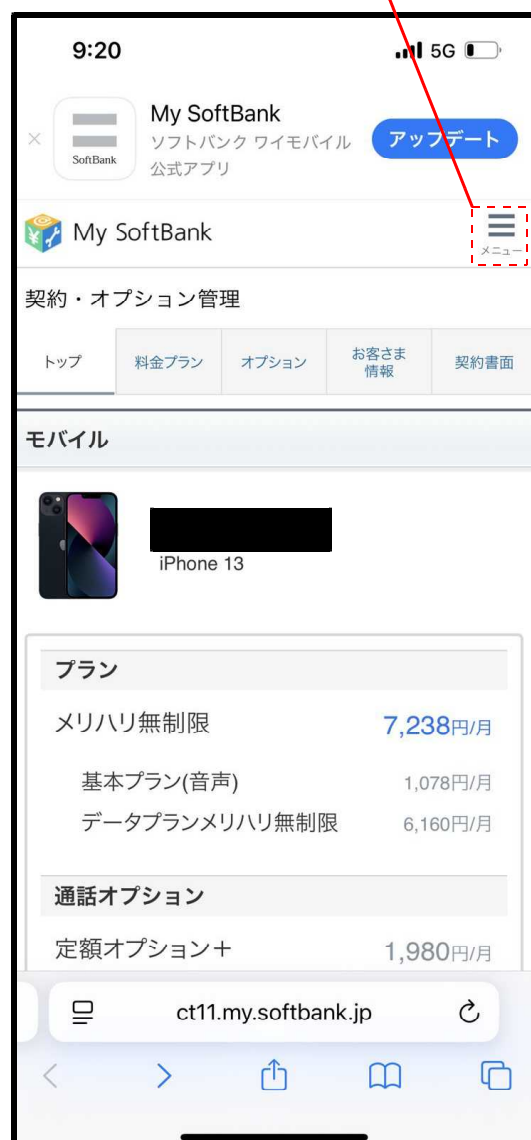 9:20
5G
My SoftBank
ソフトバンク ワイモバイル
公式アプリ
アップデート
SoftBank
My SoftBank
メニュー
契約・オプション管理
トップ
料金プラン
オプション
お客さま
情報
契約書面
モバイル
iPhone 13
プラン
メリハリ無制限 7,238円/月
基本プラン(音声) 1,078円/月
データプランメリハリ無制限 6,160円/月
通話オプション
定額オプション＋ 1,980円/月
ct11.my.softbank.jp